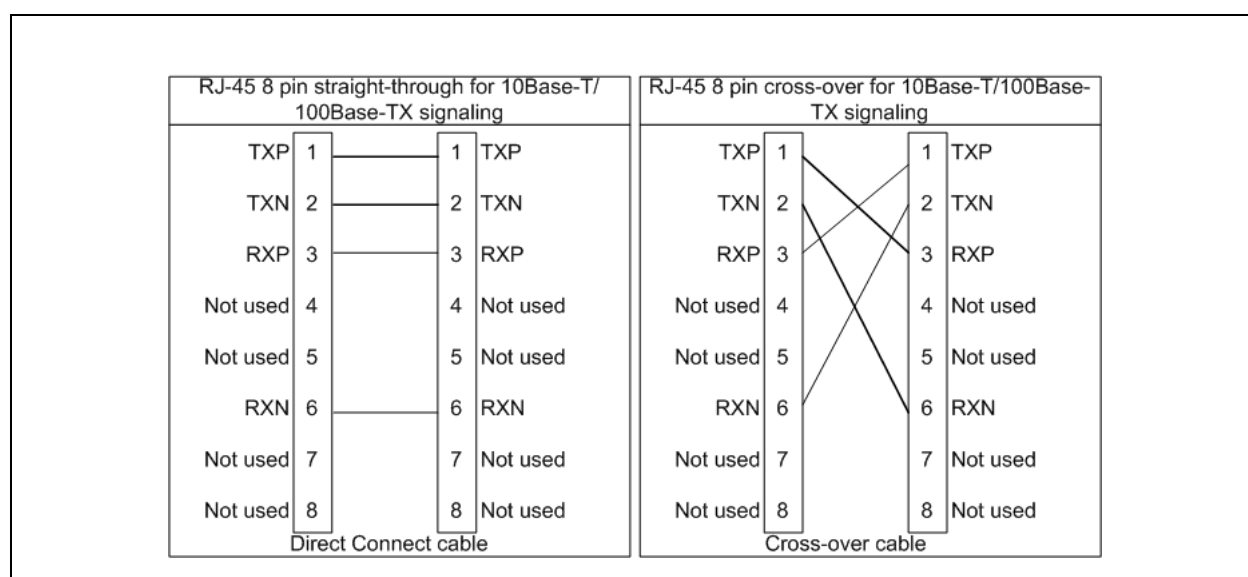 RJ-45 8 pin straight-through for 10Base-T/
100Base-TX signaling
TXP 1 1 TXP
TXN 2 2 TXN
RXP 3 3 RXP
Not used 4 4 Not used
Not used 5 5 Not used
RXN 6 6 RXN
Not used 7 7 Not used
Not used 8 8 Not used
Direct Connect cable
RJ-45 8 pin cross-over for 10Base-T/100Base-
TX signaling
TXP 1 1 TXP
TXN 2 2 TXN
RXP 3 3 RXP
Not used 4 4 Not used
Not used 5 5 Not used
RXN 6 6 RXN
Not used 7 7 Not used
Not used 8 8 Not used
Cross-over cable